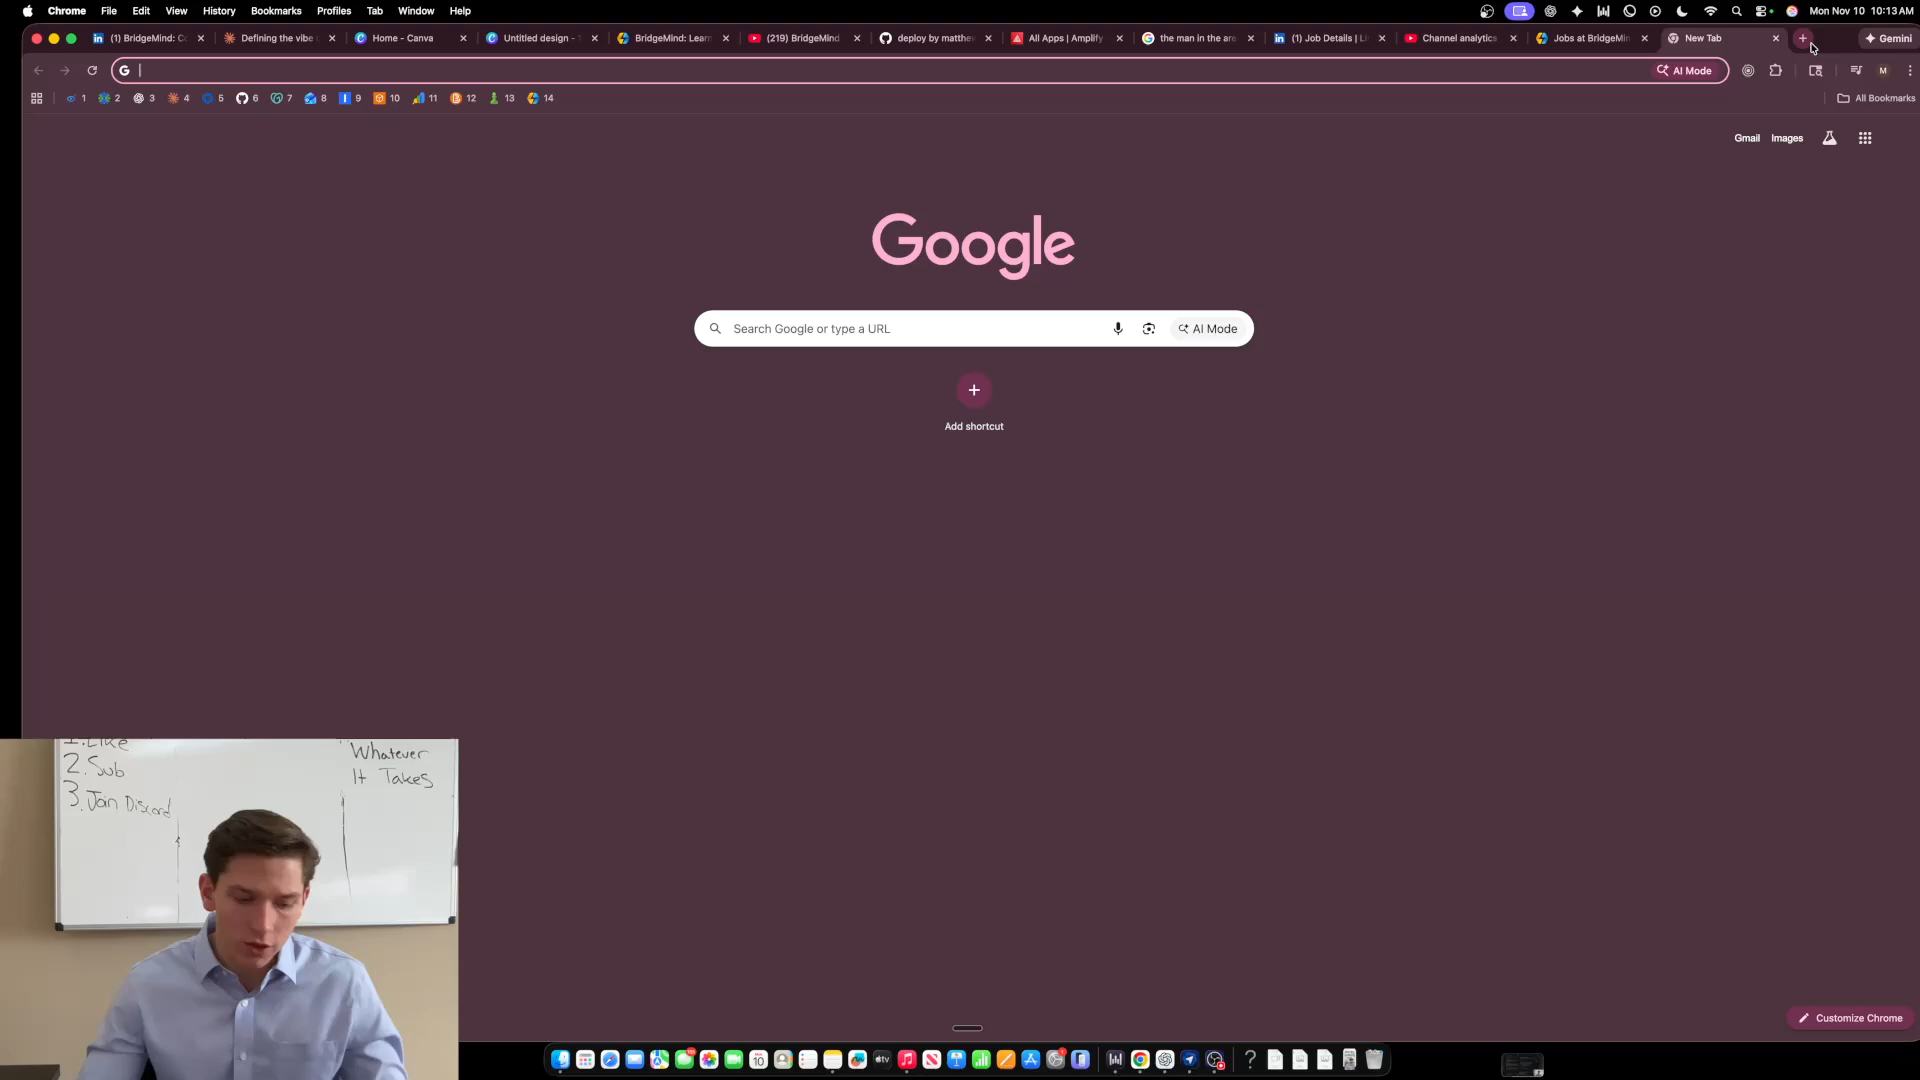 Chrome File Edit View History Bookmarks Profiles Tab Window Help Mon Nov 10 10:13 AM
(1) BridgeMind: C Defining the vibe Home - Canva Untitled design - BridgeMind: Learn (219) BridgeMind deploy by matthe All Apps | Amplify the man in the are (1) Job Details | Li Channel analytics Jobs at BridgeMin New Tab Gemini
AI Mode M
1 2 3 4 5 6 7 8 9 10 11 12 13 14 All Bookmarks
Gmail Images
Google
Search Google or type a URL AI Mode
Add shortcut
1. Like
2. Sub
3. Join Discord
Whatever
It Takes
Customize Chrome